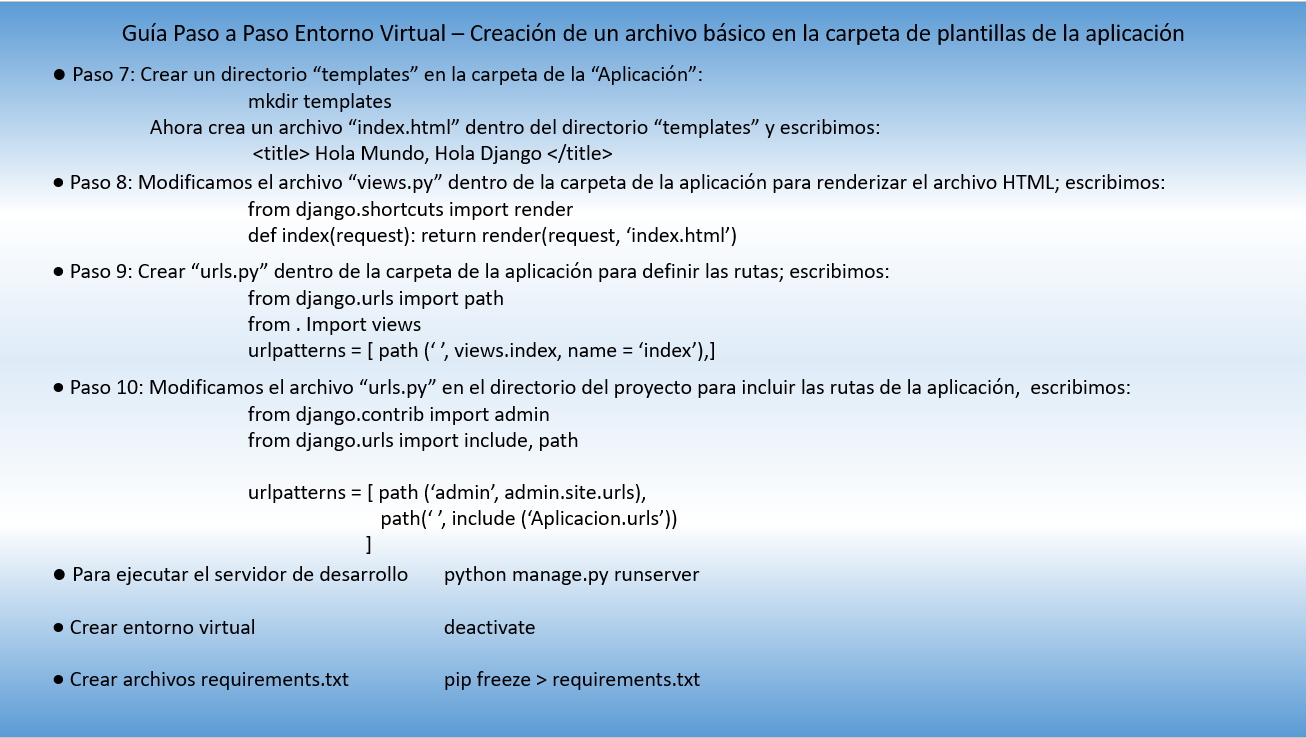 Guía Paso a Paso Entorno Virtual – Creación de un archivo básico en la carpeta de plantillas de la aplicación
● Paso 7: Crear un directorio “templates” en la carpeta de la “Aplicación”:
mkdir templates
Ahora crea un archivo “index.html” dentro del directorio “templates” y escribimos:
<title> Hola Mundo, Hola Django </title>
● Paso 8: Modificamos el archivo “views.py” dentro de la carpeta de la aplicación para renderizar el archivo HTML; escribimos:
from django.shortcuts import render
def index(request): return render(request, ‘index.html’)
● Paso 9: Crear “urls.py” dentro de la carpeta de la aplicación para definir las rutas; escribimos:
from django.urls import path
from . Import views
urlpatterns = [ path (‘ ’, views.index, name = ‘index’),]
● Paso 10: Modificamos el archivo “urls.py” en el directorio del proyecto para incluir las rutas de la aplicación,  escribimos:
from django.contrib import admin
from django.urls import include, path
urlpatterns = [ path (‘admin’, admin.site.urls),
path(‘ ’, include (‘Aplicacion.urls’))
]
● Para ejecutar el servidor de desarrollo python manage.py runserver
● Crear entorno virtual deactivate
● Crear archivos requirements.txt pip freeze > requirements.txt